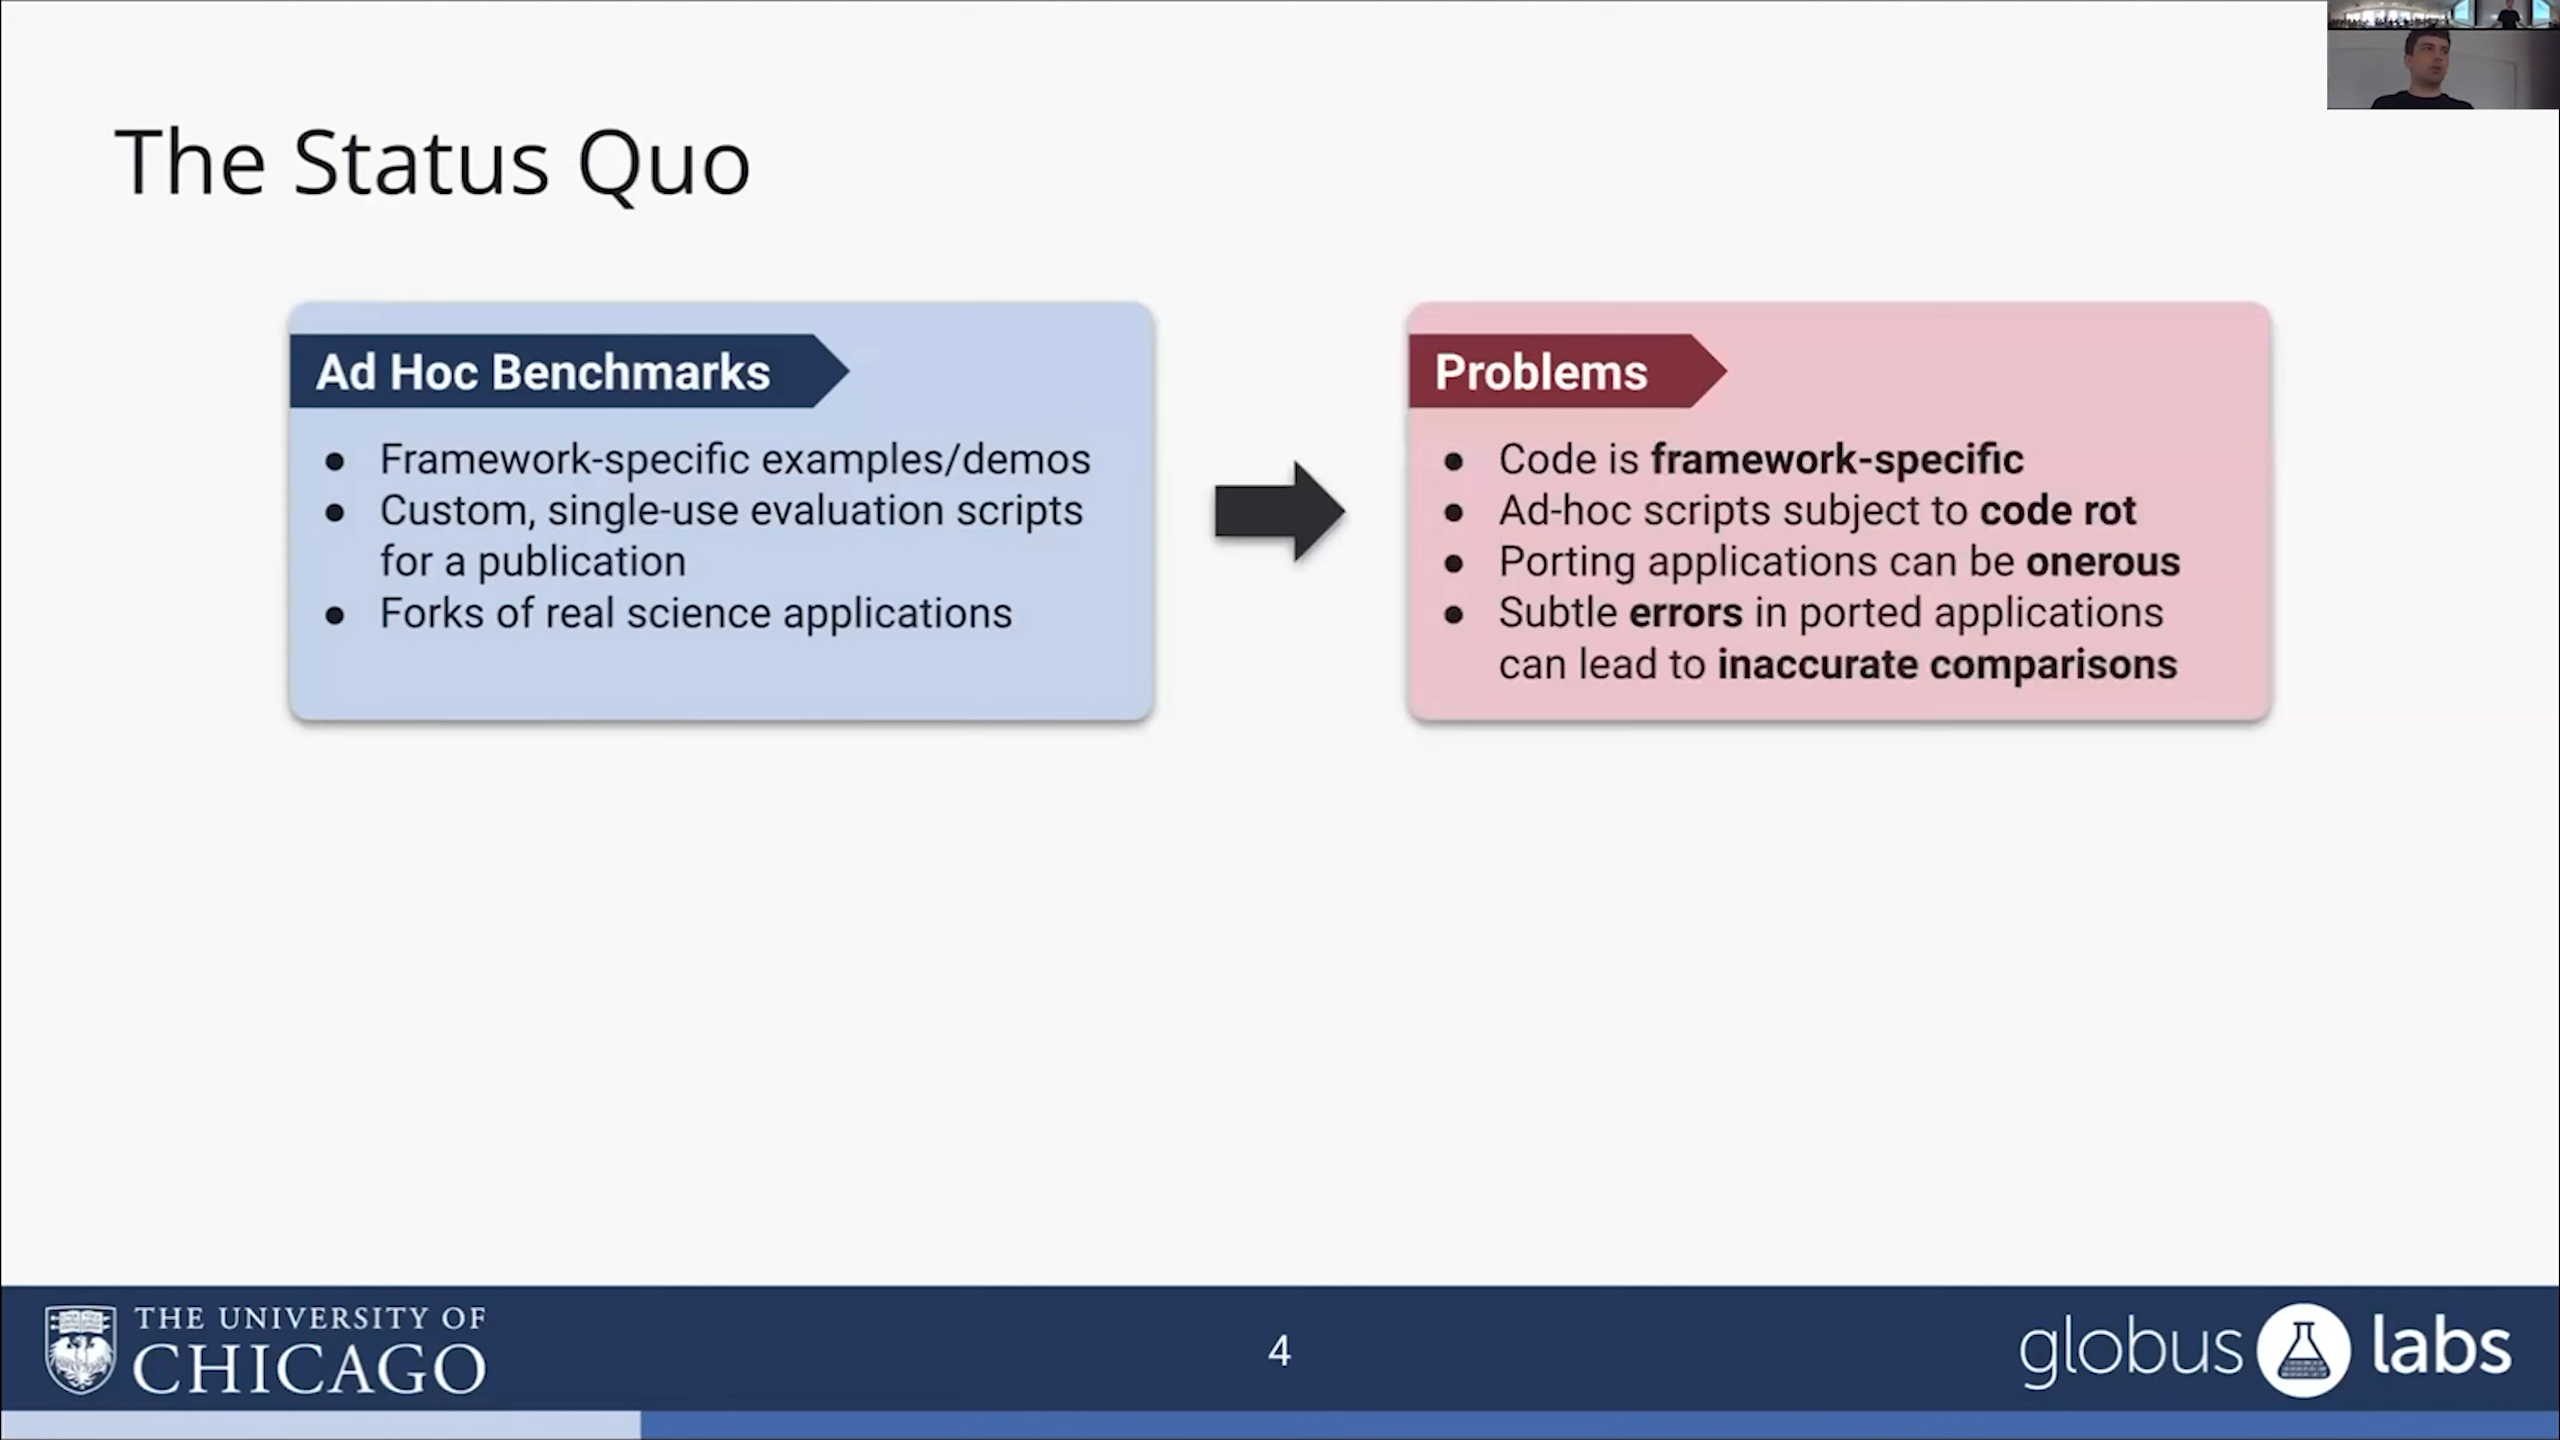 The Status Quo
Ad Hoc Benchmarks
● Framework-specific examples/demos
● Custom, single-use evaluation scripts
for a publication
● Forks of real science applications
Problems
● Code is framework-specific
● Ad-hoc scripts subject to code rot
● Porting applications can be onerous
● Subtle errors in ported applications
can lead to inaccurate comparisons
THE UNIVERSITY OF
CHICAGO
4
globus labs